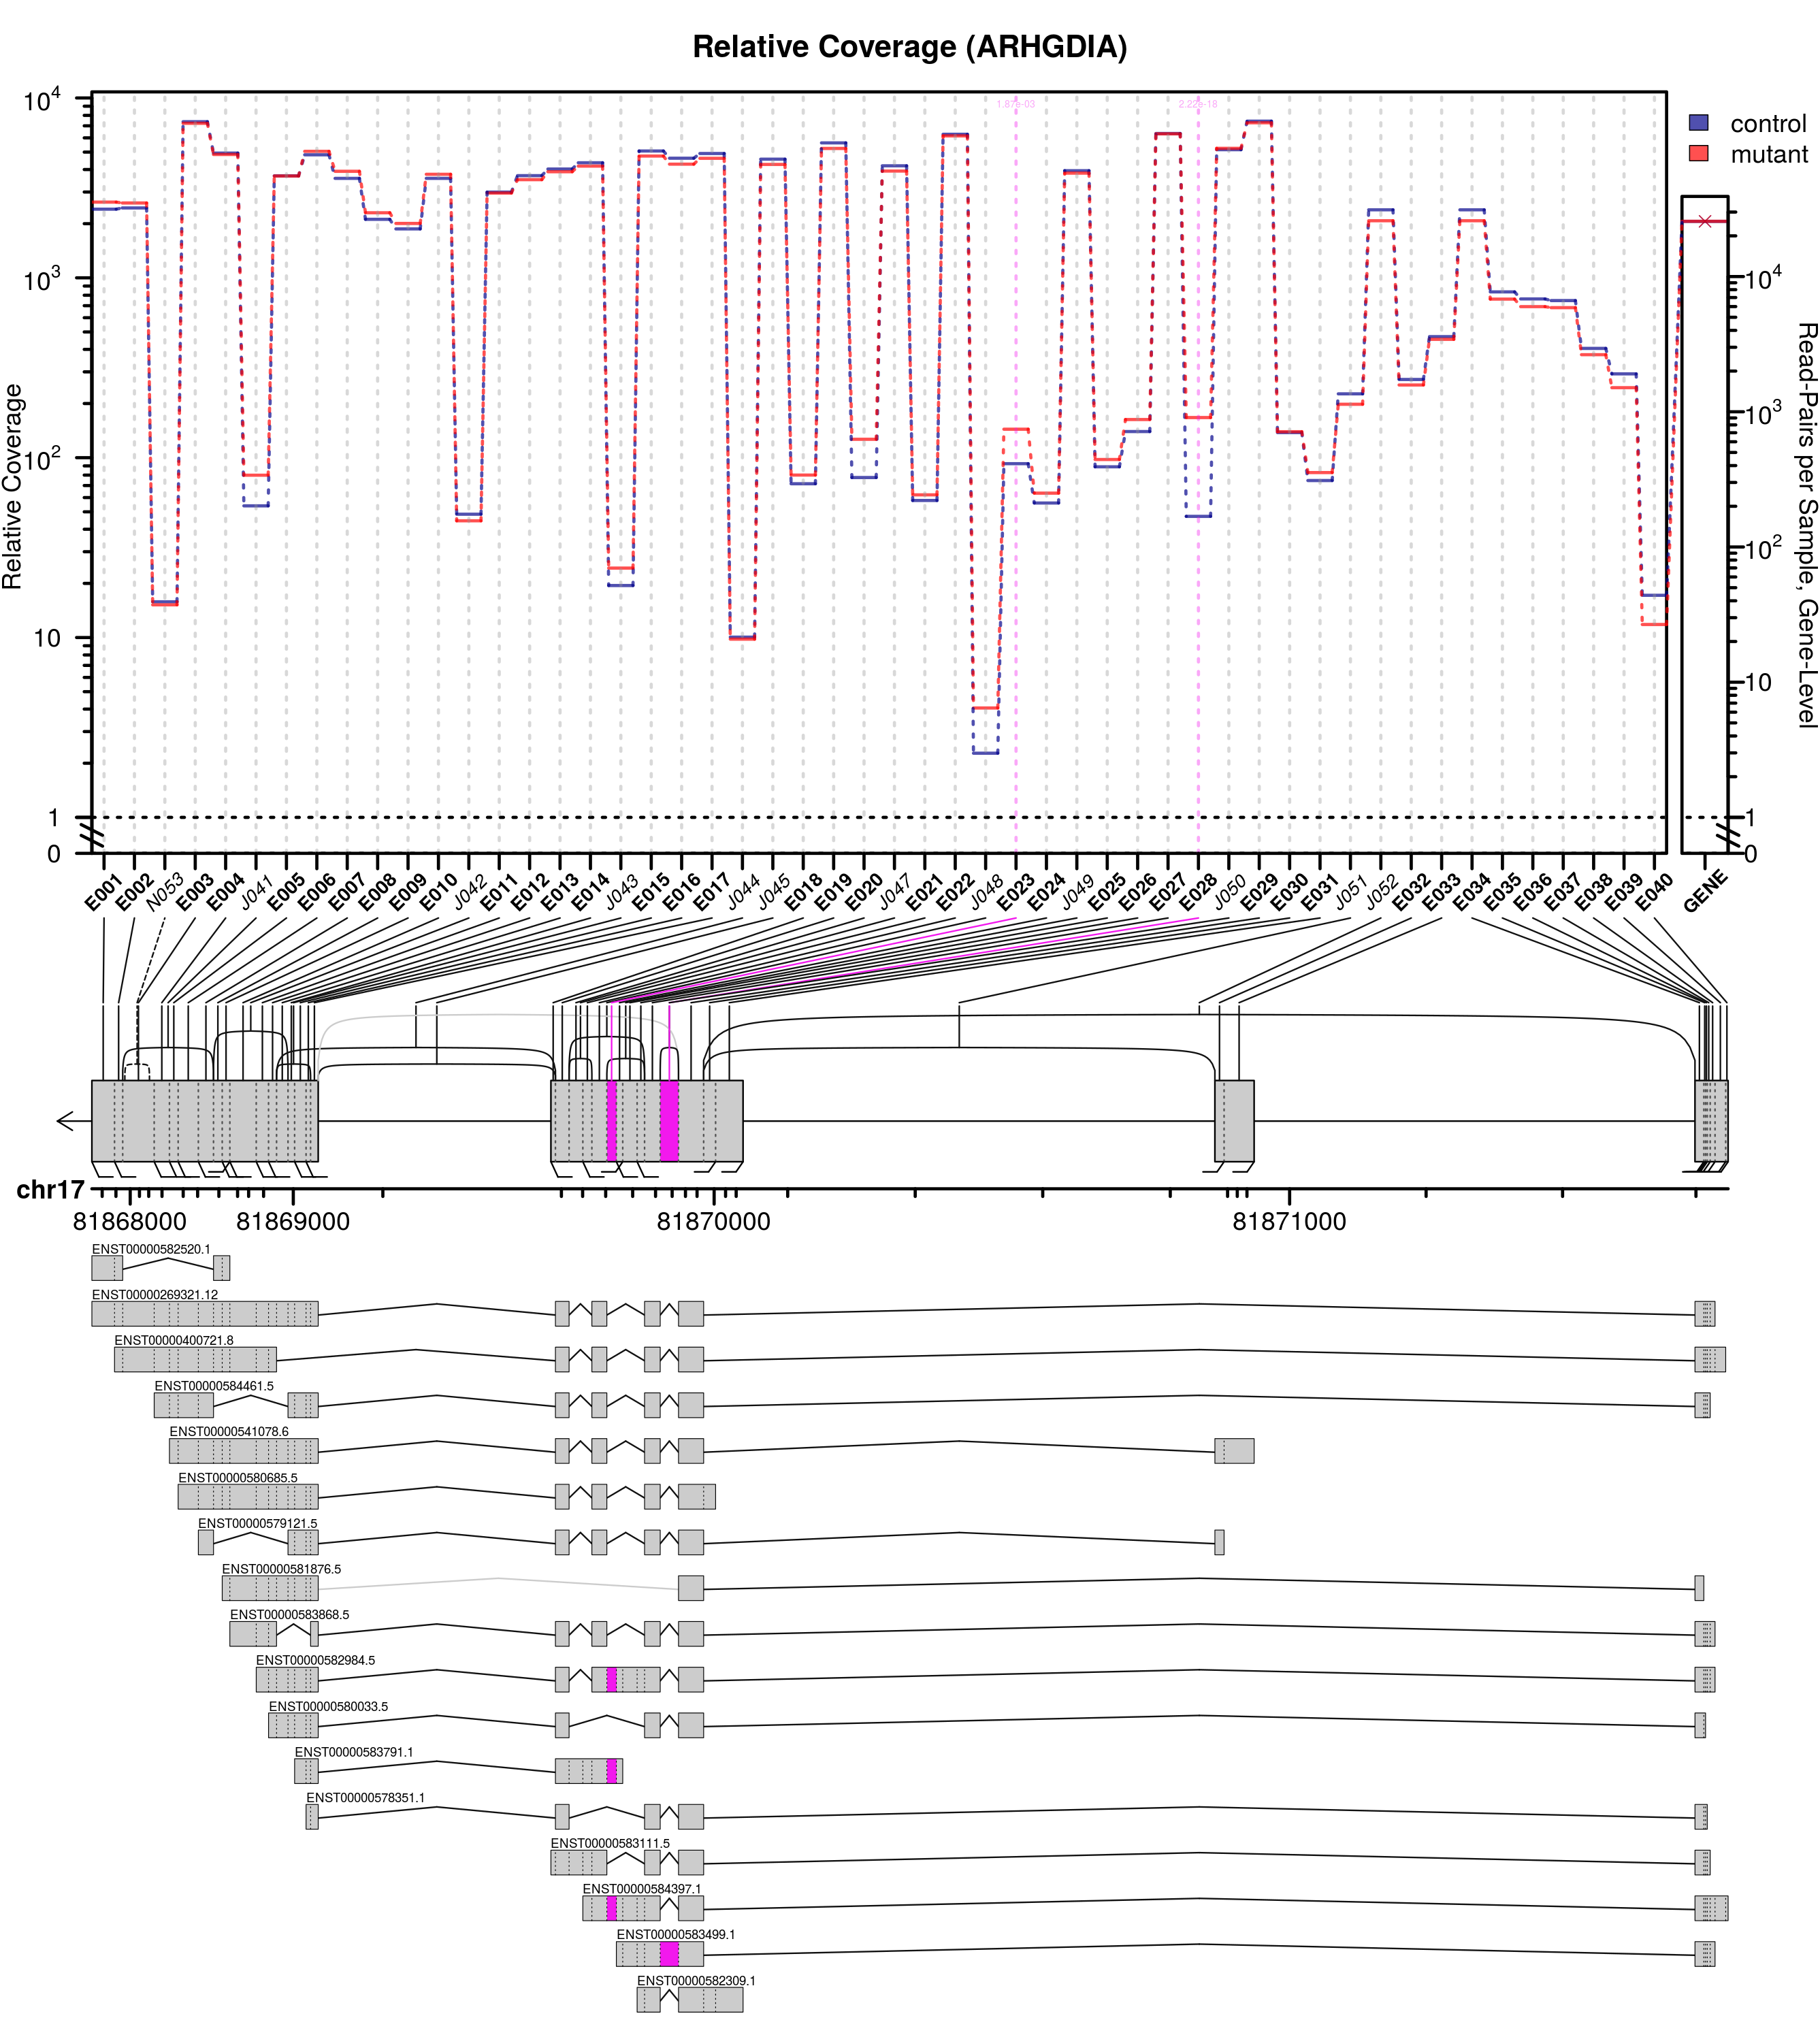 Relative Coverage (ARHGDIA)
10^4
10^3
10^2
10
1
0
Relative Coverage
1.87e-03
2.22e-18
control
mutant
10^4
10^3
10^2
10
1
0
Read-Pairs per Sample, Gene-Level
E001 E002 N053 E003 E004 J041 E005 E006 E007 E008 E009 E010 J042 E011 E012 E013 E014 J043 E015 E016 E017 J044 J045 E018 E019 E020 J047 E021 E022 J048 E023 E024 J049 E025 E026 E027 E028 J050 E029 E030 E031 J051 J052 E032 E033 E034 E035 E036 E037 E038 E039 E040 GENE
chr17
81868000 81869000 81870000 81871000
ENST00000582520.1
ENST00000269321.12
ENST00000400721.8
ENST00000584461.5
ENST00000541078.6
ENST00000580685.5
ENST00000579121.5
ENST00000581876.5
ENST00000583868.5
ENST00000582984.5
ENST00000580033.5
ENST00000583791.1
ENST00000578351.1
ENST00000583111.5
ENST00000584397.1
ENST00000583499.1
ENST00000582309.1